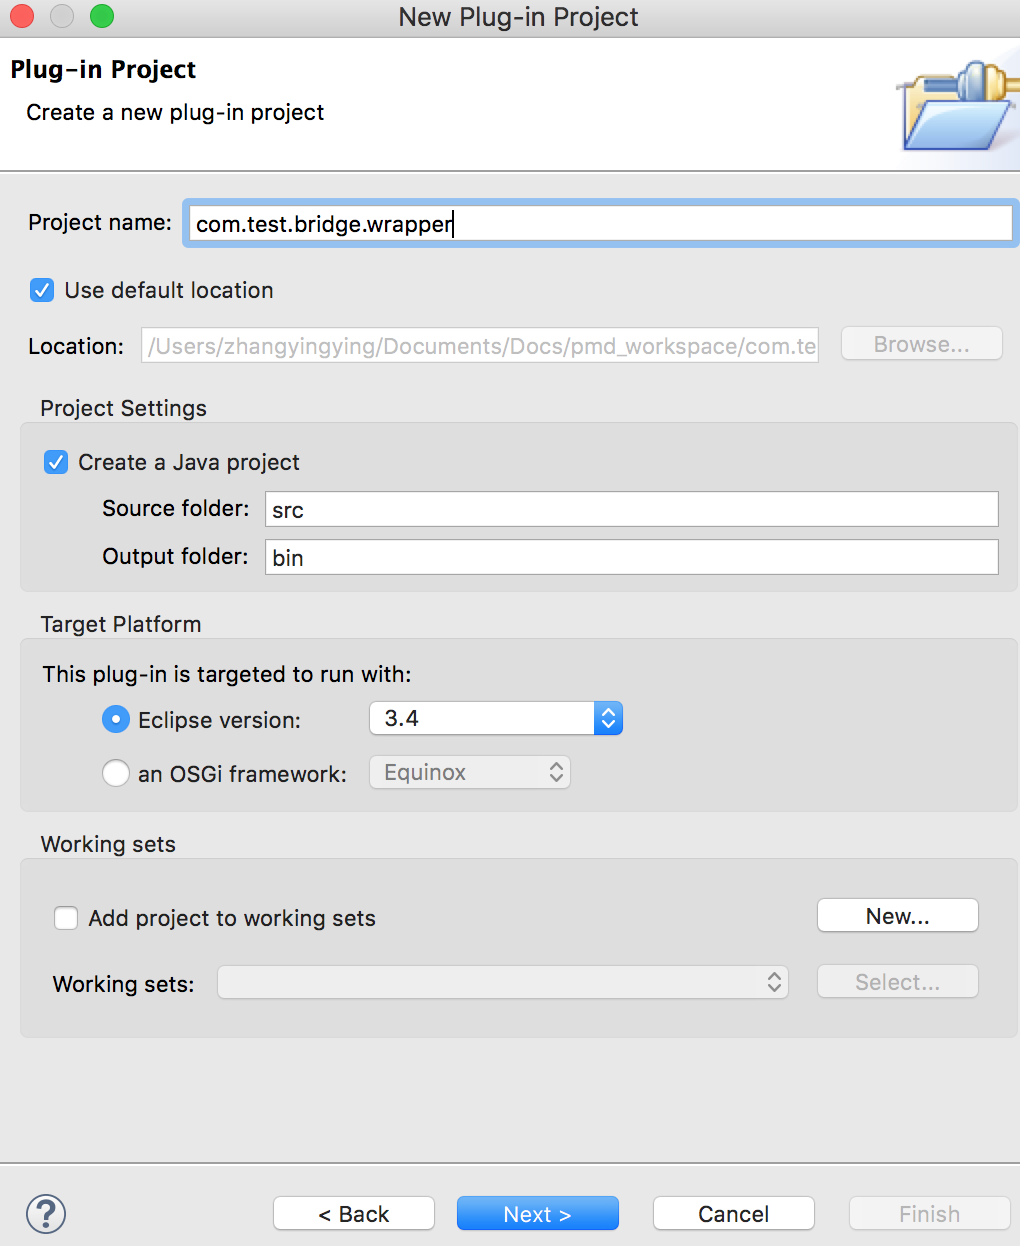 New Plug-in Project
Plug-in Project
Create a new plug-in project
Project name: com.test.bridge.wrapper
Use default location
Location: /Users/zhangyingying/Documents/Docs/pmd_workspace/com.te Browse...
Project Settings
Create a Java project
Source folder: src
Output folder: bin
Target Platform
This plug-in is targeted to run with:
Eclipse version: 3.4
an OSGi framework: Equinox
Working sets
Add project to working sets New...
Working sets: Select...
? < Back Next > Cancel Finish